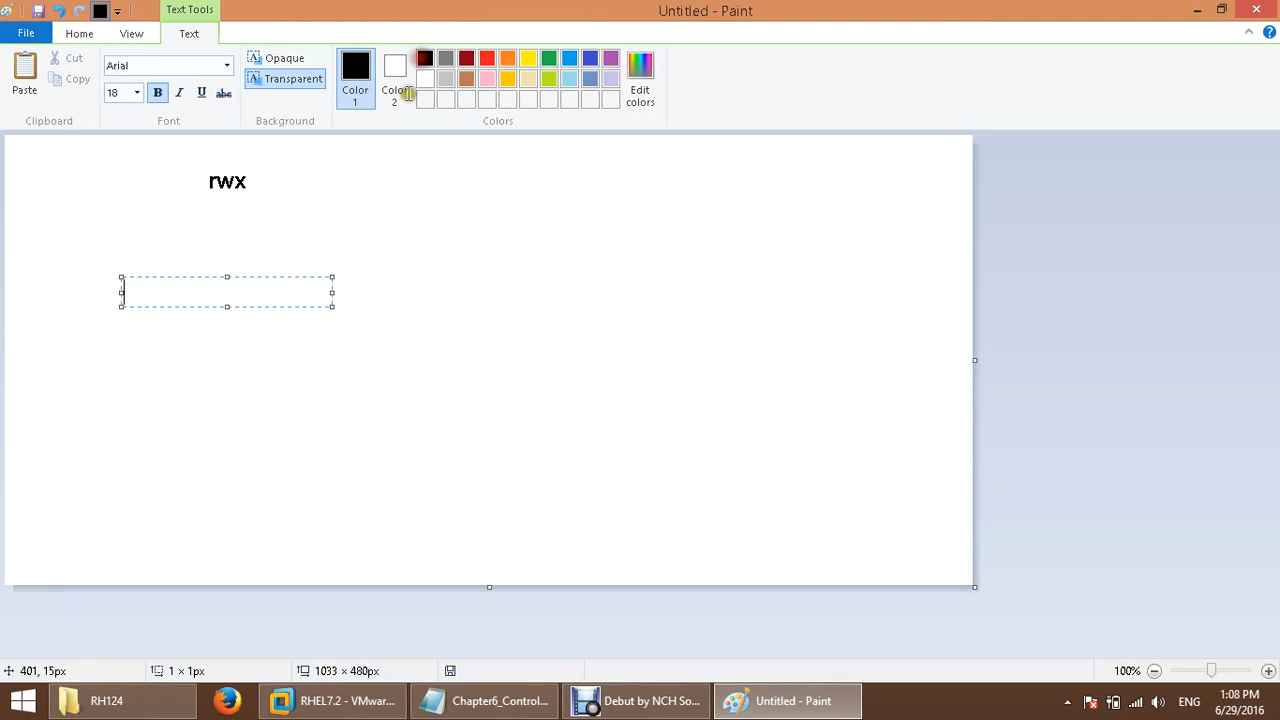 Text Tools
Untitled - Paint
File
Home
View
Text
Paste
Cut
Copy
Clipboard
Arial
18
B
I
U
abc
Font
Opaque
Transparent
Background
Color 1
Color 2
Edit colors
Colors
rwx
401, 15px
1 × 1px
1033 × 480px
100%
RH124
RHEL7.2 - VMwar...
Chapter6_Control...
Debut by NCH So...
Untitled - Paint
ENG
1:08 PM
6/29/2016